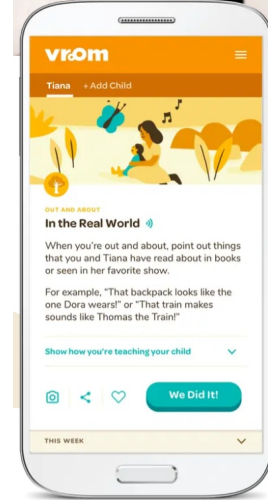 vroom
Tiana + Add Child
OUT AND ABOUT
In the Real World
When you're out and about, point out things
that you and Tiana have read about in books
or seen in her favorite show.
For example, "That backpack looks like the
one Dora wears!" or "That train makes
sounds like Thomas the Train!"
Show how you're teaching your child
We Did It!
THIS WEEK